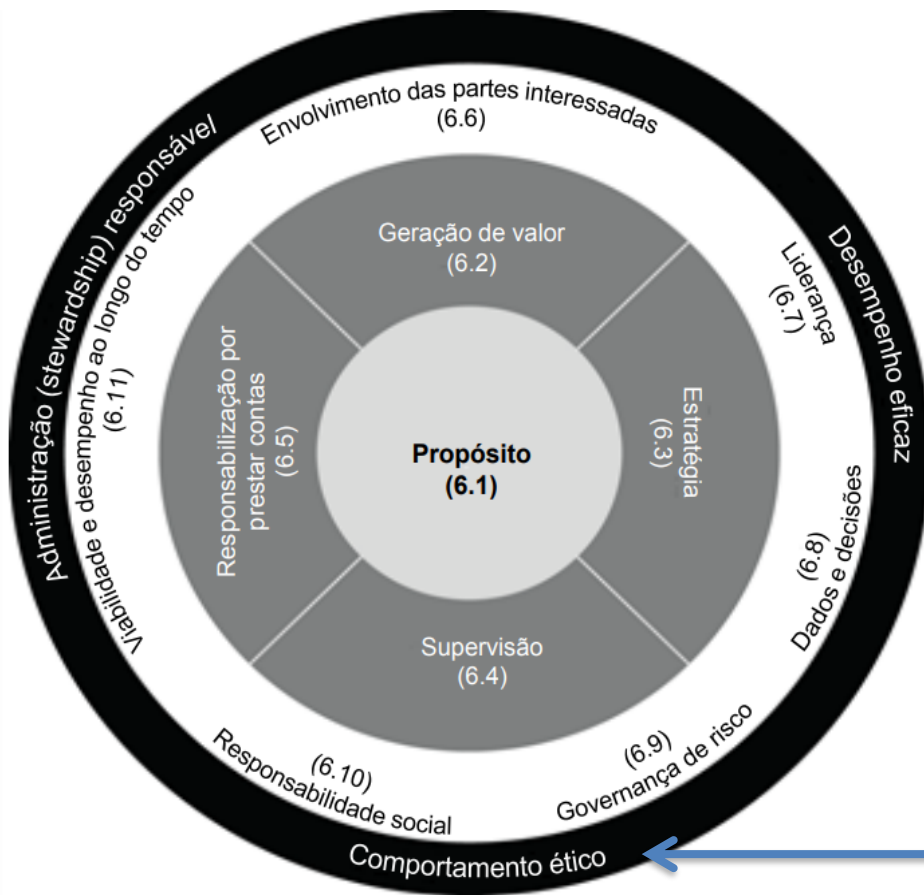 Administração (stewardship) responsável
Desempenho eficaz
Comportamento ético
Envolvimento das partes interessadas
(6.6)
Liderança
(6.7)
(6.8)
Dados e decisões
(6.9)
Governança de risco
(6.10)
Responsabilidade social
Viabilidade e desempenho ao longo do tempo
(6.11)
Geração de valor
(6.2)
Estratégia
(6.3)
Supervisão
(6.4)
Responsabilização por
prestar contas
(6.5)
Propósito
(6.1)